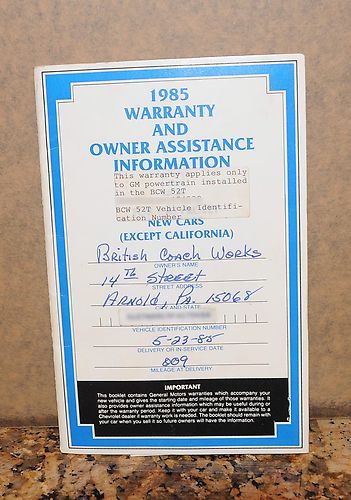 1985
WARRANTY
AND
OWNER ASSISTANCE
INFORMATION
This warranty applies only
to GM powertrain installed
in the BCW 52T
BCW 52T Vehicle Identifi-
cation Number
NEW CARS
(EXCEPT CALIFORNIA)
British Coach Works
OWNER'S NAME
14th Street
STREET ADDRESS
Arnold, Pa. 15068
CITY AND STATE
VEHICLE IDENTIFICATION NUMBER
5-23-85
DELIVERY OR IN-SERVICE DATE
809
MILEAGE AT DELIVERY
IMPORTANT
This booklet contains General Motors warranties which accompany your
new vehicle and gives the starting date and mileage of those warranties. It
also provides owner assistance information which may be useful during or
after the warranty period. Keep it with your car and make it available to a
Chevrolet dealer if warranty work is needed. The booklet should remain with
your car when you sell it so future owners will have the information.